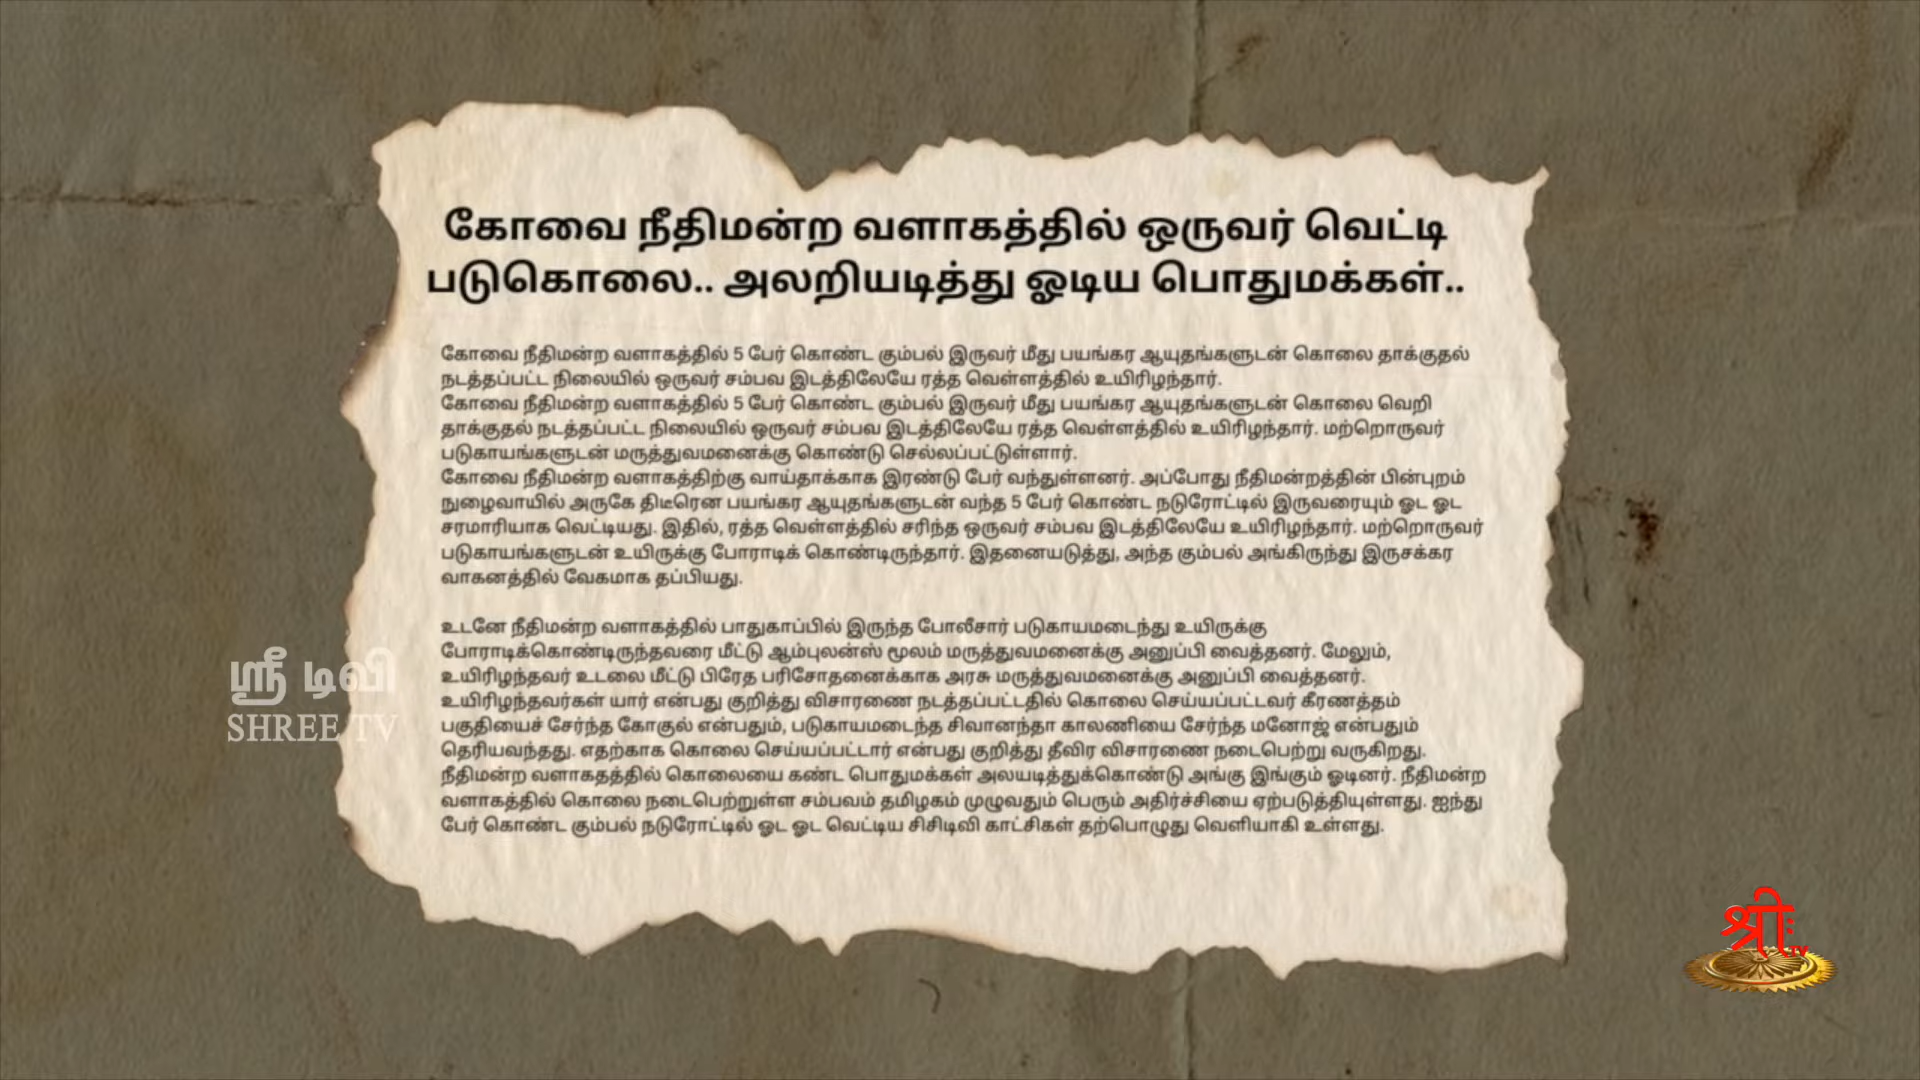 கோவை நீதிமன்ற வளாகத்தில் ஒருவர் வெட்டி
படுகொலை.. அலறியடித்து ஓடிய பொதுமக்கள்..
கோவை நீதிமன்ற வளாகத்தில் 5 பேர் கொண்ட கும்பல் இருவர் மீது பயங்கர ஆயுதங்களுடன் கொலை தாக்குதல்
நடத்தப்பட்ட நிலையில் ஒருவர் சம்பவ இடத்திலேயே ரத்த வெள்ளத்தில் உயிரிழந்தார்.
கோவை நீதிமன்ற வளாகத்தில் 5 பேர் கொண்ட கும்பல் இருவர் மீது பயங்கர ஆயுதங்களுடன் கொலை வெறி
தாக்குதல் நடத்தப்பட்ட நிலையில் ஒருவர் சம்பவ இடத்திலேயே ரத்த வெள்ளத்தில் உயிரிழந்தார். மற்றொருவர்
படுகாயங்களுடன் மருத்துவமனைக்கு கொண்டு செல்லப்பட்டுள்ளார்.
கோவை நீதிமன்ற வளாகத்திற்கு வாய்தாக்காக இரண்டு பேர் வந்துள்ளனர். அப்போது நீதிமன்றத்தின் பின்புறம்
நுழைவாயில் அருகே திடீரென பயங்கர ஆயுதங்களுடன் வந்த 5 பேர் கொண்ட நடுரோட்டில் இருவரையும் ஓட ஓட
சரமாரியாக வெட்டியது. இதில், ரத்த வெள்ளத்தில் சரிந்த ஒருவர் சம்பவ இடத்திலேயே உயிரிழந்தார். மற்றொருவர்
படுகாயங்களுடன் உயிருக்கு போராடிக் கொண்டிருந்தார். இதனையடுத்து, அந்த கும்பல் அங்கிருந்து இருசக்கர
வாகனத்தில் வேகமாக தப்பியது.
உடனே நீதிமன்ற வளாகத்தில் பாதுகாப்பில் இருந்த போலீசார் படுகாயமடைந்து உயிருக்கு
போராடிக்கொண்டிருந்தவரை மீட்டு ஆம்புலன்ஸ் மூலம் மருத்துவமனைக்கு அனுப்பி வைத்தனர். மேலும்,
உயிரிழந்தவர் உடலை மீட்டு பிரேத பரிசோதனைக்காக அரசு மருத்துவமனைக்கு அனுப்பி வைத்தனர்.
உயிரிழந்தவர்கள் யார் என்பது குறித்து விசாரணை நடத்தப்பட்டதில் கொலை செய்யப்பட்டவர் கீரணத்தம்
பகுதியைச் சேர்ந்த கோகுல் என்பதும், படுகாயமடைந்த சிவானந்தா காலணியை சேர்ந்த மனோஜ் என்பதும்
தெரியவந்தது. எதற்காக கொலை செய்யப்பட்டார் என்பது குறித்து தீவிர விசாரணை நடைபெற்று வருகிறது.
நீதிமன்ற வளாகதத்தில் கொலையை கண்ட பொதுமக்கள் அலயடித்துக்கொண்டு அங்கு இங்கும் ஓடினர். நீதிமன்ற
வளாகத்தில் கொலை நடைபெற்றுள்ள சம்பவம் தமிழகம் முழுவதும் பெரும் அதிர்ச்சியை ஏற்படுத்தியுள்ளது. ஐந்து
பேர் கொண்ட கும்பல் நடுரோட்டில் ஓட ஓட வெட்டிய சிசிடிவி காட்சிகள் தற்பொழுது வெளியாகி உள்ளது.
ஸ்ரீ டிவி
SHREE TV
श्रीः
TV